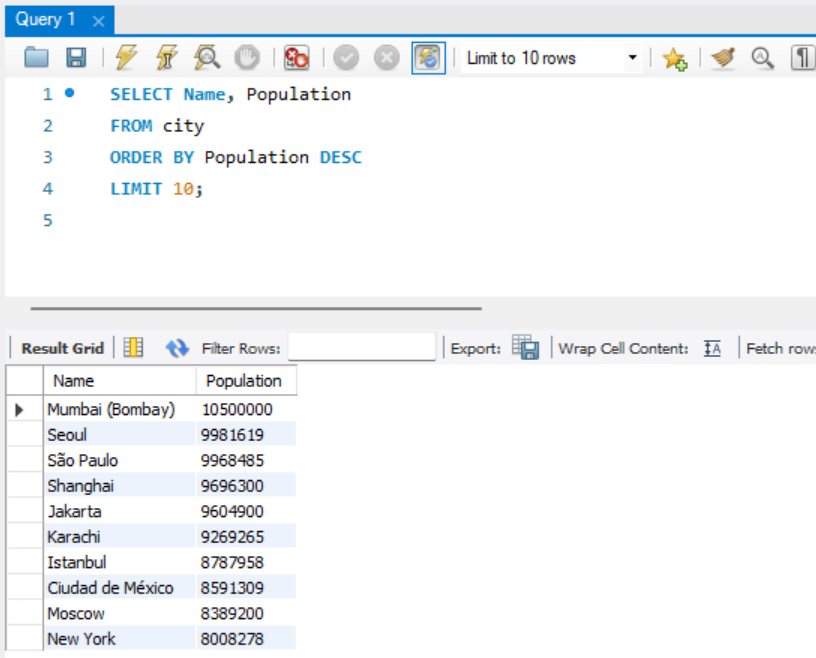 Query 1
Limit to 10 rows
1 SELECT Name, Population
2 FROM city
3 ORDER BY Population DESC
4 LIMIT 10;
5
Result Grid Filter Rows: Export: Wrap Cell Content: Fetch rows
Name Population
Mumbai (Bombay) 10500000
Seoul 9981619
São Paulo 9968485
Shanghai 9696300
Jakarta 9604900
Karachi 9269265
Istanbul 8787958
Ciudad de México 8591309
Moscow 8389200
New York 8008278